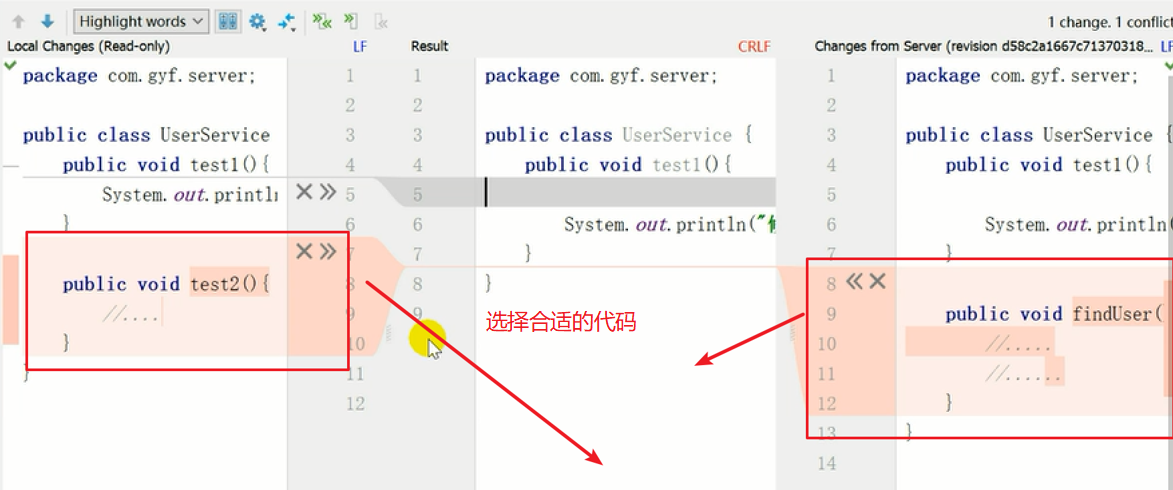 Highlight words
1 change. 1 conflic
Local Changes (Read-only) LF
Result CRLF
Changes from Server (revision d58c2a1667c71370318... LF
package com.gyf.server;
public class UserService
public void test1(){
System.out.println
}
public void test2(){
//....
}
}
1
2
3
4
5
6
7
8
9
10
11
12
1
2
3
4
5
6
7
8
9
package com.gyf.server;
public class UserService {
public void test1(){
System.out.println("
}
}
选择合适的代码
1
2
3
4
5
6
7
8
9
10
11
12
13
14
package com.gyf.server;
public class UserService {
public void test1(){
System.out.println(
}
public void findUser(
//.....
//......
}
}